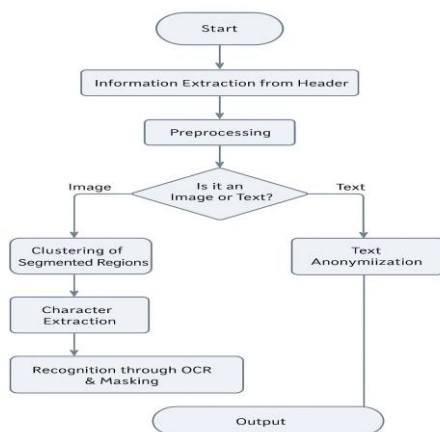 Start
Information Extraction from Header
Preprocessing
Is it an
Image or Text?
Image
Text
Clustering of
Segmented Regions
Text
Anonymiization
Character
Extraction
Recognition through OCR
& Masking
Output